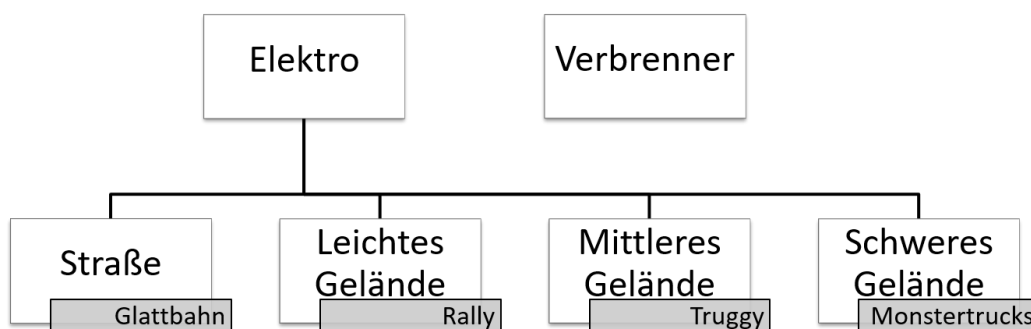 Elektro
Verbrenner
Straße
Glattbahn
Leichtes
Gelände
Rally
Mittleres
Gelände
Truggy
Schweres
Gelände
Monstertrucks